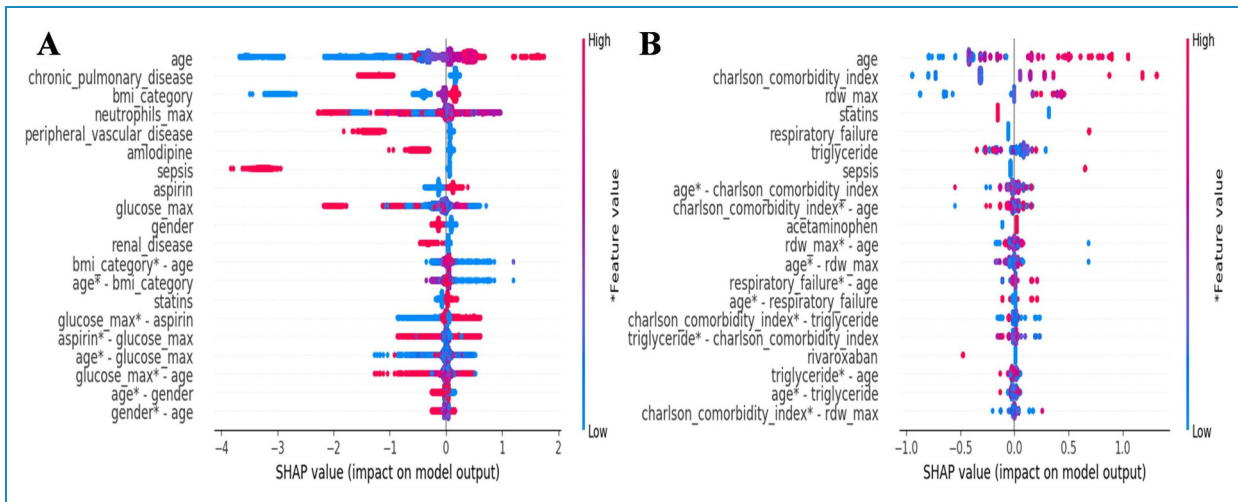 A
age
chronic_pulmonary_disease
bmi_category
neutrophils_max
peripheral_vascular_disease
amlodipine
sepsis
aspirin
glucose_max
gender
renal_disease
bmi_category* - age
age* - bmi_category
statins
glucose_max* - aspirin
aspirin* - glucose_max
age* - glucose_max
glucose_max* - age
age* - gender
gender* - age
−4 −3 −2 −1 0 1 2
SHAP value (impact on model output)
High
*Feature value
Low
B
age
charlson_comorbidity_index
rdw_max
statins
respiratory_failure
triglyceride
sepsis
age* - charlson_comorbidity_index
charlson_comorbidity_index* - age
acetaminophen
rdw_max* - age
age* - rdw_max
respiratory_failure* - age
age* - respiratory_failure
charlson_comorbidity_index* - triglyceride
triglyceride* - charlson_comorbidity_index
rivaroxaban
triglyceride* - age
age* - triglyceride
charlson_comorbidity_index* - rdw_max
−1.0 −0.5 0.0 0.5 1.0
SHAP value (impact on model output)
High
*Feature value
Low